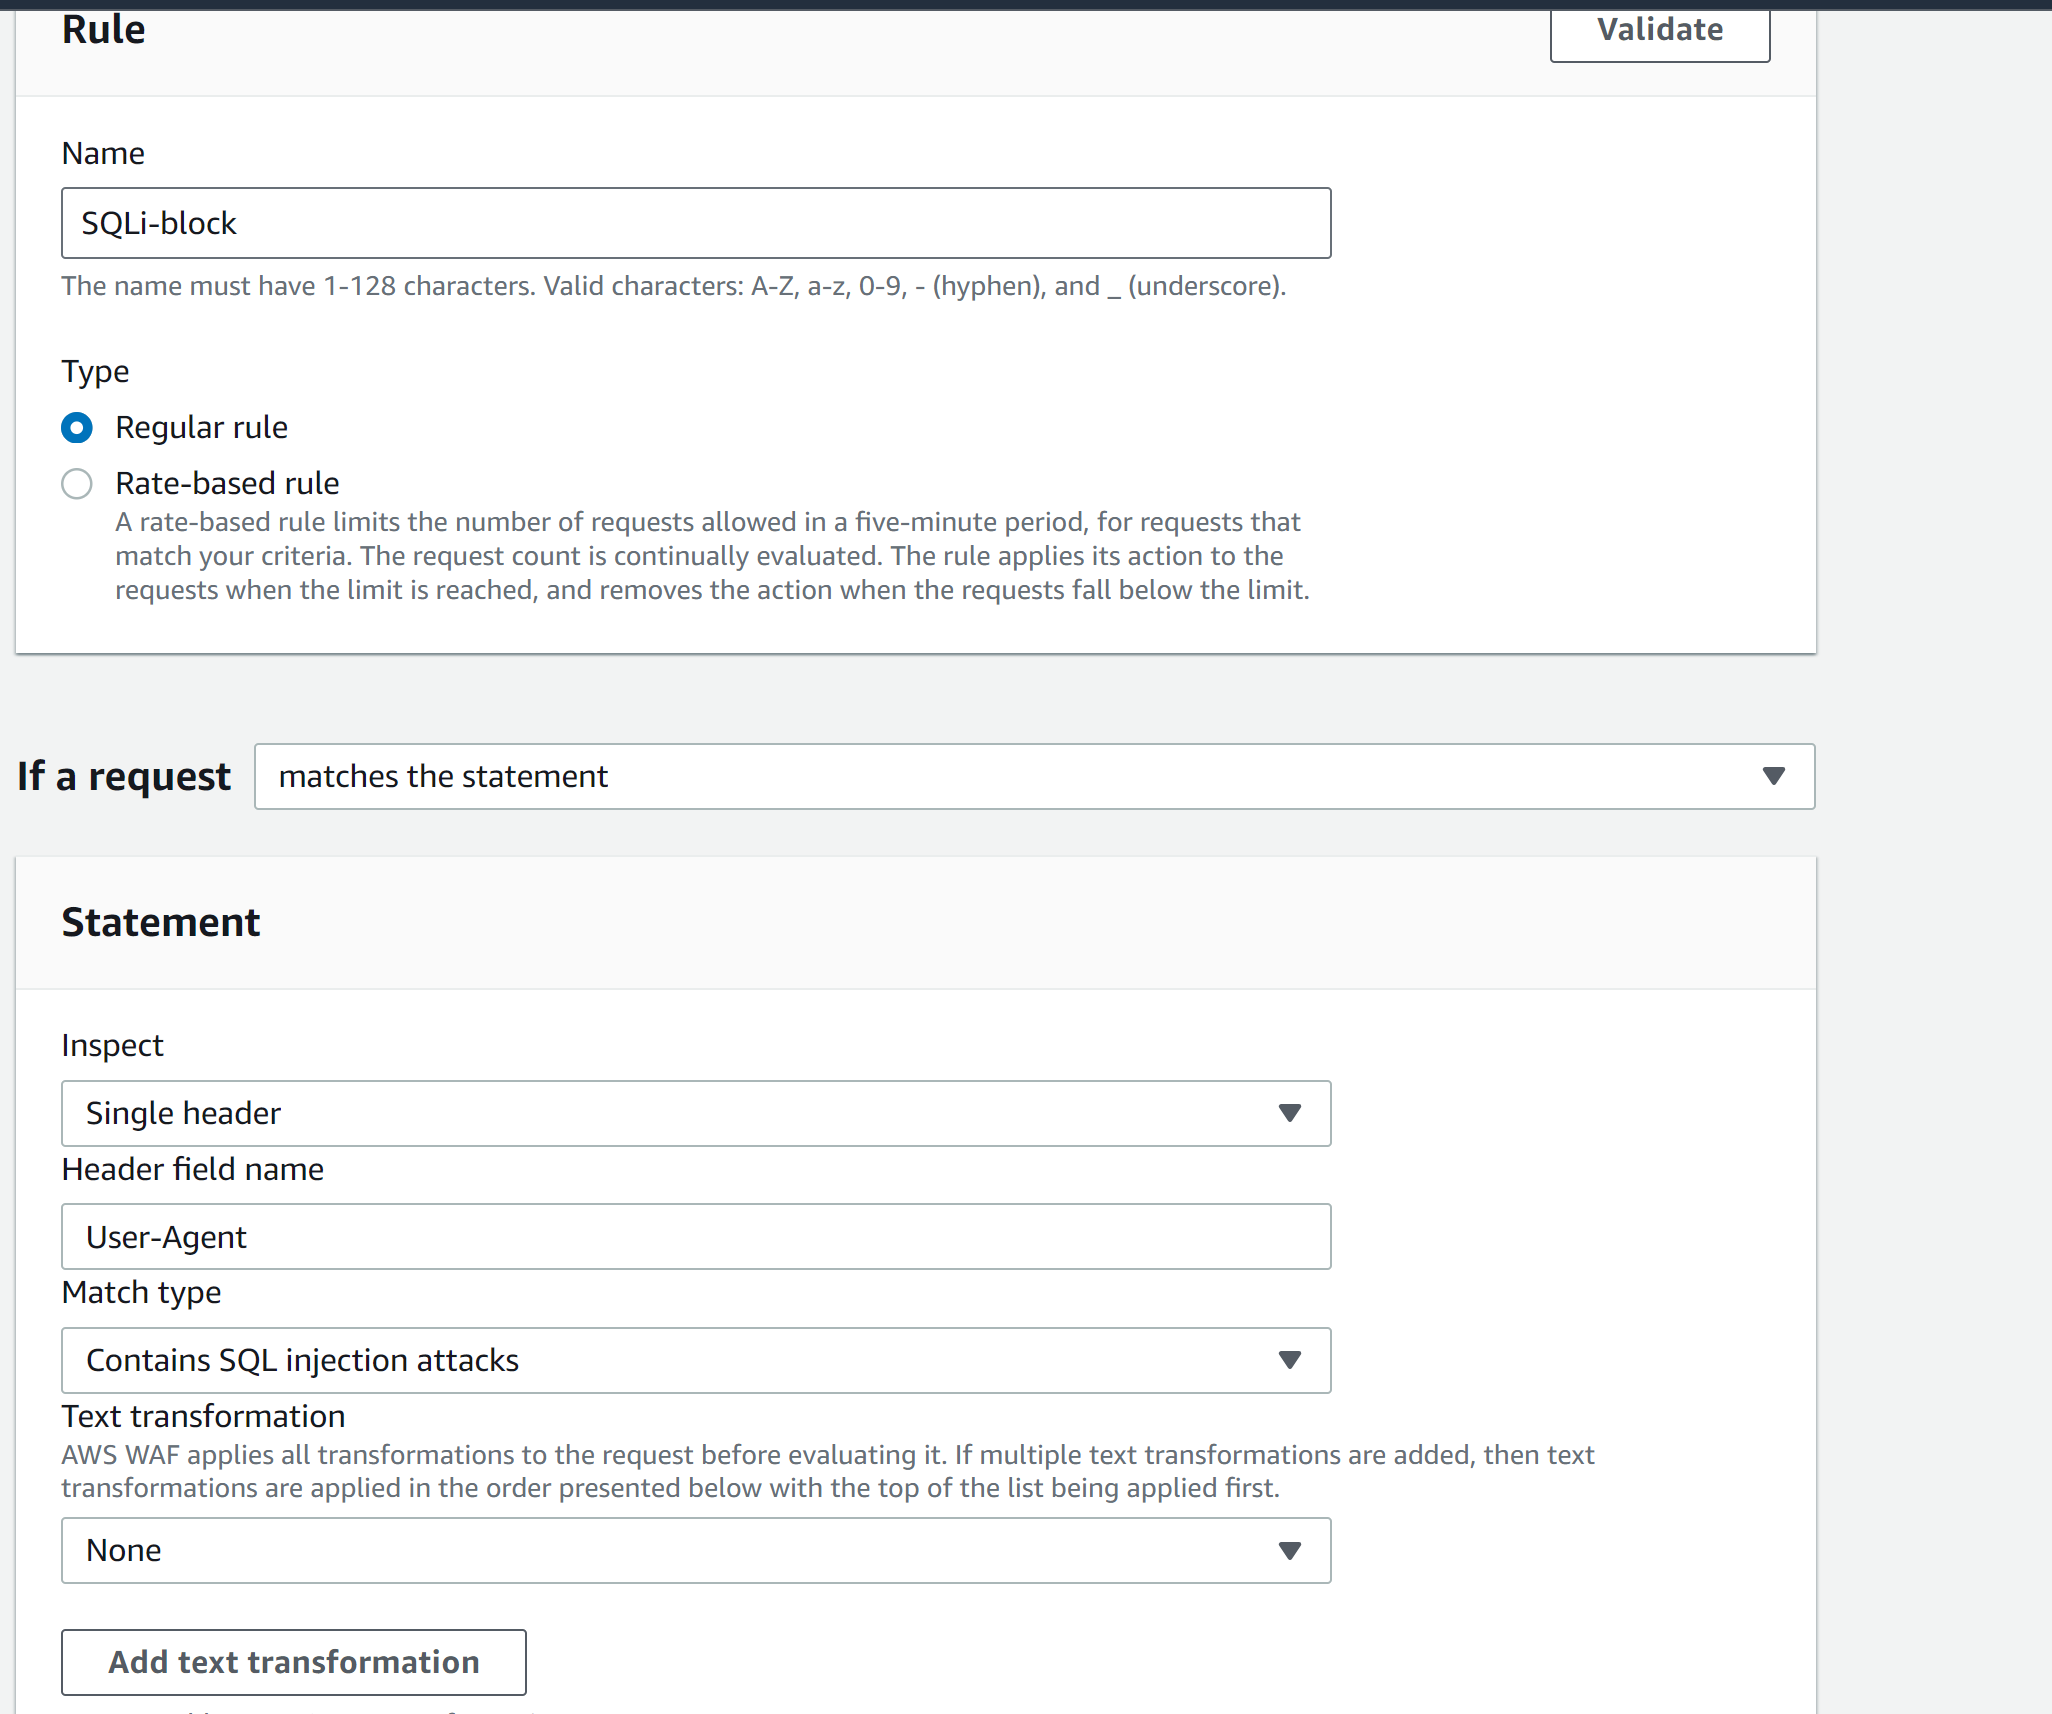 Rule
Validate
Name
SQLi-block
The name must have 1-128 characters. Valid characters: A-Z, a-z, 0-9, - (hyphen), and _ (underscore).
Type
Regular rule
Rate-based rule
A rate-based rule limits the number of requests allowed in a five-minute period, for requests that
match your criteria. The request count is continually evaluated. The rule applies its action to the
requests when the limit is reached, and removes the action when the requests fall below the limit.
If a request
matches the statement
Statement
Inspect
Single header
Header field name
User-Agent
Match type
Contains SQL injection attacks
Text transformation
AWS WAF applies all transformations to the request before evaluating it. If multiple text transformations are added, then text
transformations are applied in the order presented below with the top of the list being applied first.
None
Add text transformation